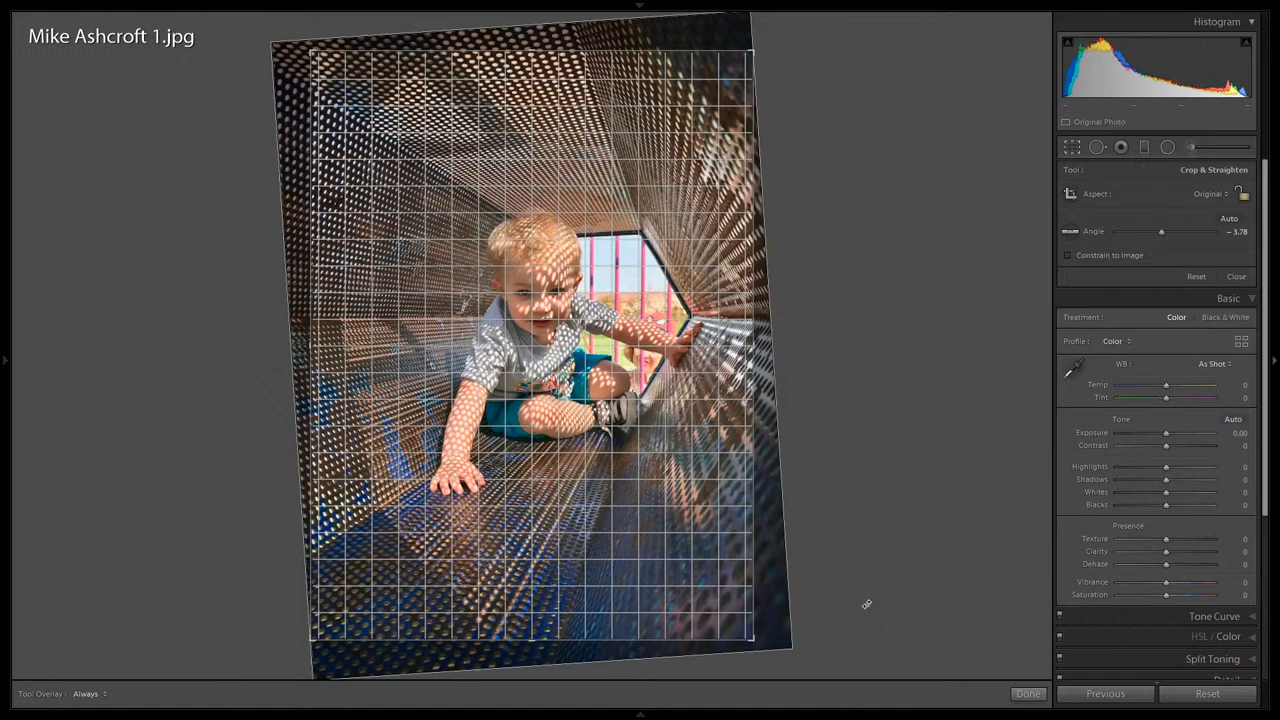 Mike Ashcroft 1.jpg
Histogram
Original Photo
Tool : Crop & Straighten
Aspect : Original
Auto
Angle − 3.78
Constrain to Image
Reset Close
Basic
Treatment : Color Black & White
Profile : Color
WB : As Shot
Temp 0
Tint 0
Tone Auto
Exposure 0.00
Contrast 0
Highlights 0
Shadows 0
Whites 0
Blacks 0
Presence
Texture 0
Clarity 0
Dehaze 0
Vibrance 0
Saturation 0
Tone Curve
HSL / Color
Split Toning
Detail
Tool Overlay : Always Done Previous Reset